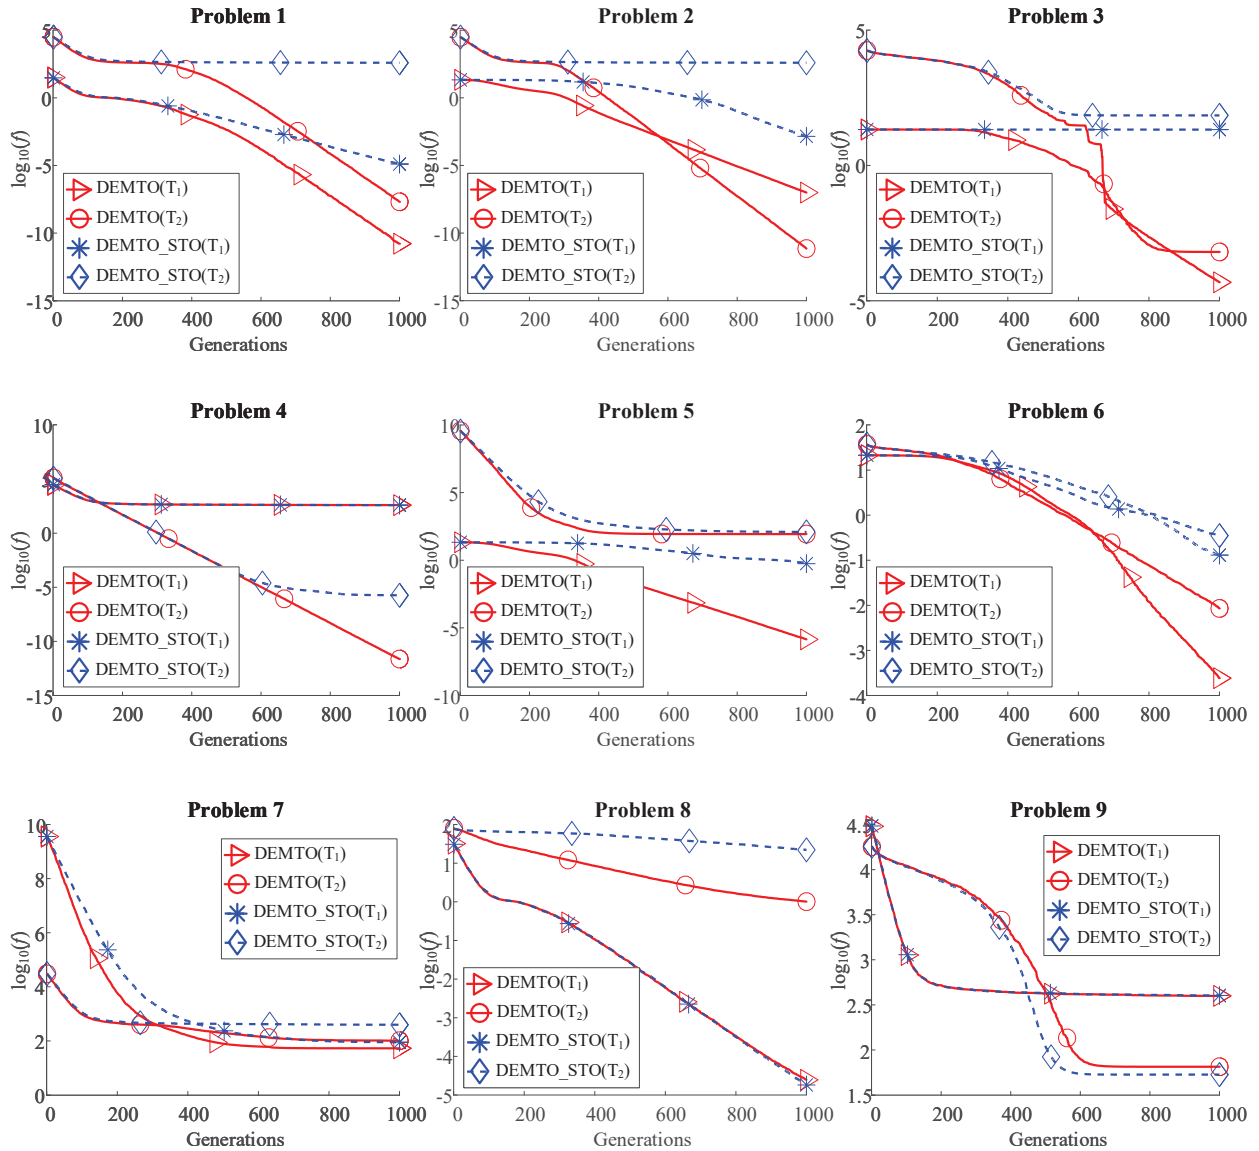 Problem 1
5
0
-5
-10
-15
log10(f)
DEMTO(T1)
DEMTO(T2)
DEMTO_STO(T1)
DEMTO_STO(T2)
0 200 400 600 800 1000
Generations
Problem 2
5
0
-5
-10
-15
log10(f)
DEMTO(T1)
DEMTO(T2)
DEMTO_STO(T1)
DEMTO_STO(T2)
0 200 400 600 800 1000
Generations
Problem 3
5
0
-5
log10(f)
DEMTO(T1)
DEMTO(T2)
DEMTO_STO(T1)
DEMTO_STO(T2)
0 200 400 600 800 1000
Generations
Problem 4
10
5
0
-5
-10
-15
log10(f)
DEMTO(T1)
DEMTO(T2)
DEMTO_STO(T1)
DEMTO_STO(T2)
0 200 400 600 800 1000
Generations
Problem 5
10
5
0
-5
-10
log10(f)
DEMTO(T1)
DEMTO(T2)
DEMTO_STO(T1)
DEMTO_STO(T2)
0 200 400 600 800 1000
Generations
Problem 6
2
1
0
-1
-2
-3
-4
log10(f)
DEMTO(T1)
DEMTO(T2)
DEMTO_STO(T1)
DEMTO_STO(T2)
0 200 400 600 800 1000
Generations
Problem 7
10
8
6
4
2
0
log10(f)
DEMTO(T1)
DEMTO(T2)
DEMTO_STO(T1)
DEMTO_STO(T2)
0 200 400 600 800 1000
Generations
Problem 8
2
1
0
-1
-2
-3
-4
-5
log10(f)
DEMTO(T1)
DEMTO(T2)
DEMTO_STO(T1)
DEMTO_STO(T2)
0 200 400 600 800 1000
Generations
Problem 9
4.5
4
3.5
3
2.5
2
1.5
log10(f)
DEMTO(T1)
DEMTO(T2)
DEMTO_STO(T1)
DEMTO_STO(T2)
0 200 400 600 800 1000
Generations